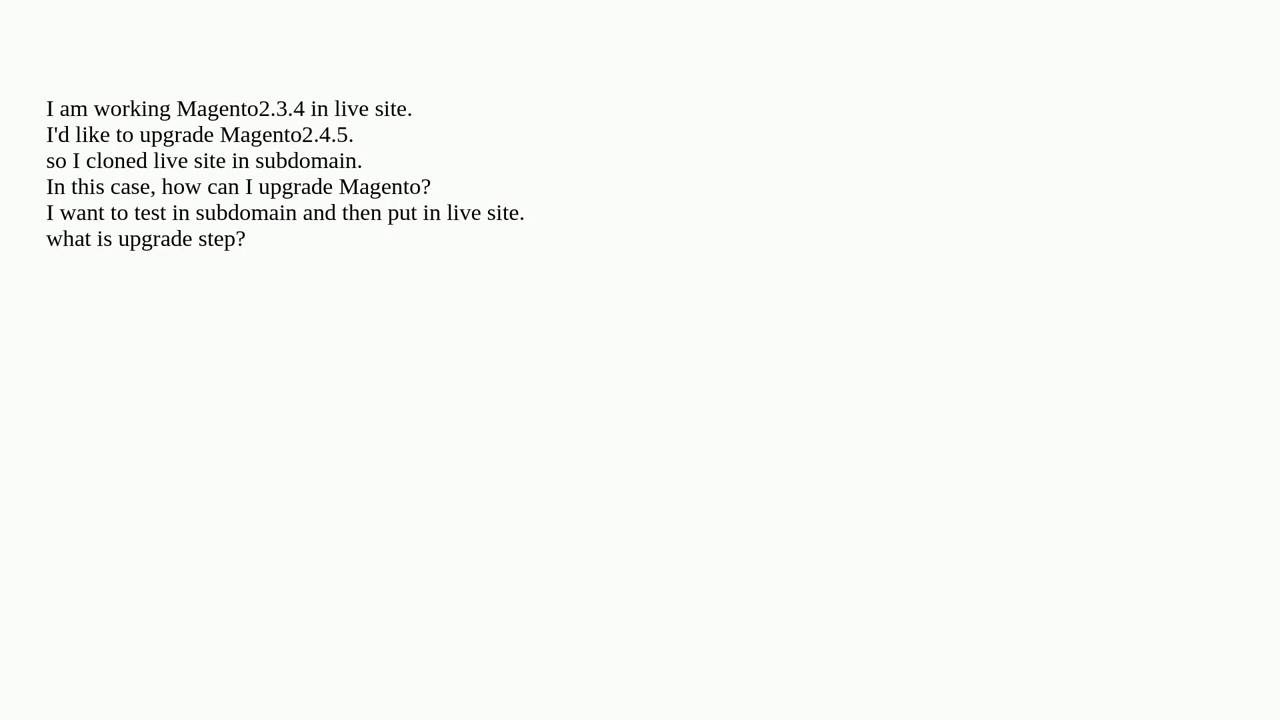 I am working Magento2.3.4 in live site.
I'd like to upgrade Magento2.4.5.
so I cloned live site in subdomain.
In this case, how can I upgrade Magento?
I want to test in subdomain and then put in live site.
what is upgrade step?